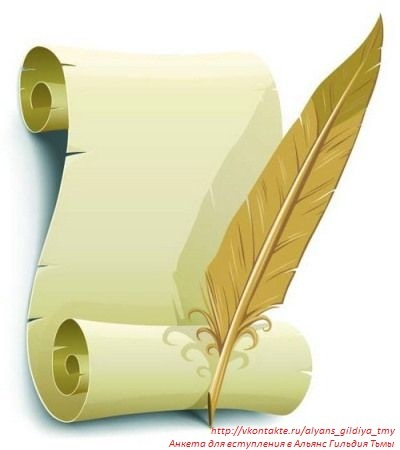 http://vkontakte.ru/alyans_gildiya_tmy
Анкета для вступления в Альянс Гильдия Тьмы